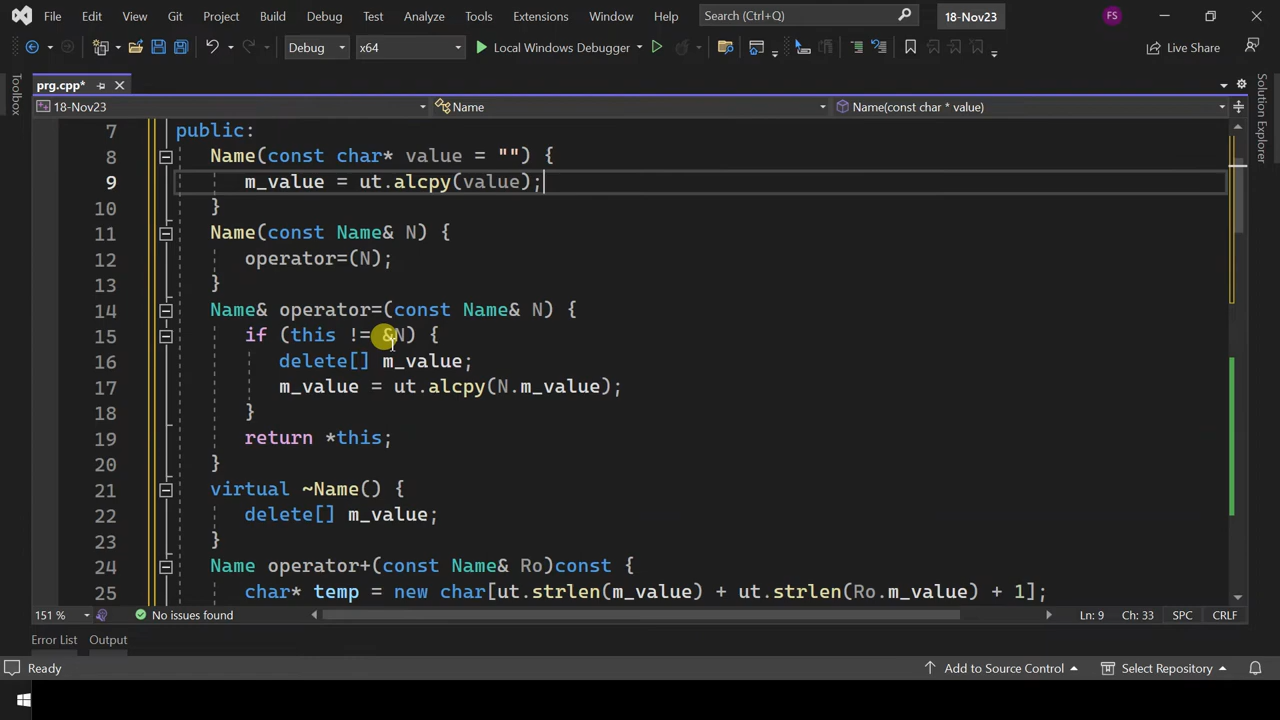 File Edit View Git Project Build Debug Test Analyze Tools Extensions Window Help Search (Ctrl+Q) 18-Nov23 FS
Debug x64 Local Windows Debugger Live Share
prg.cpp*
18-Nov23 Name Name(const char * value)
7 public:
8 Name(const char* value = "") {
9 m_value = ut.alcpy(value);
10 }
11 Name(const Name& N) {
12 operator=(N);
13 }
14 Name& operator=(const Name& N) {
15 if (this != &N) {
16 delete[] m_value;
17 m_value = ut.alcpy(N.m_value);
18 }
19 return *this;
20 }
21 virtual ~Name() {
22 delete[] m_value;
23 }
24 Name operator+(const Name& Ro)const {
25 char* temp = new char[ut.strlen(m_value) + ut.strlen(Ro.m_value) + 1];
151 % No issues found Ln: 9 Ch: 33 SPC CRLF
Error List Output
Ready Add to Source Control Select Repository
Toolbox
Solution Explorer